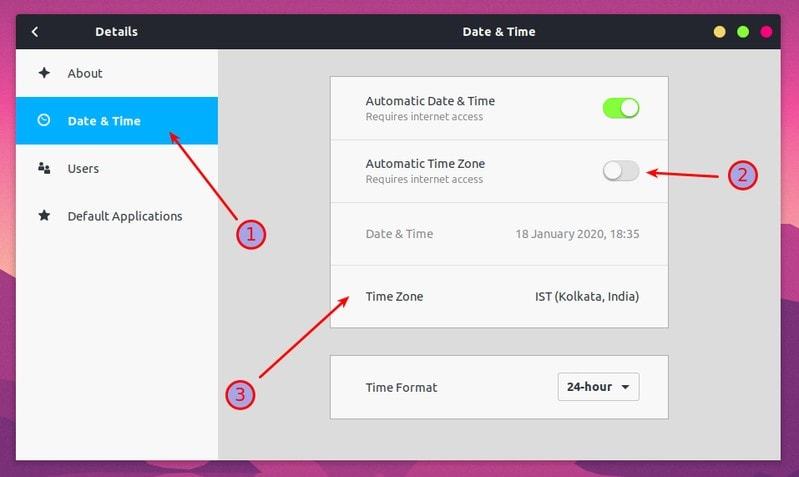 Details
Date & Time
About
Date & Time
Users
Default Applications
1
Automatic Date & Time
Requires internet access
Automatic Time Zone
Requires internet access
2
Date & Time 18 January 2020, 18:35
Time Zone IST (Kolkata, India)
3
Time Format 24-hour